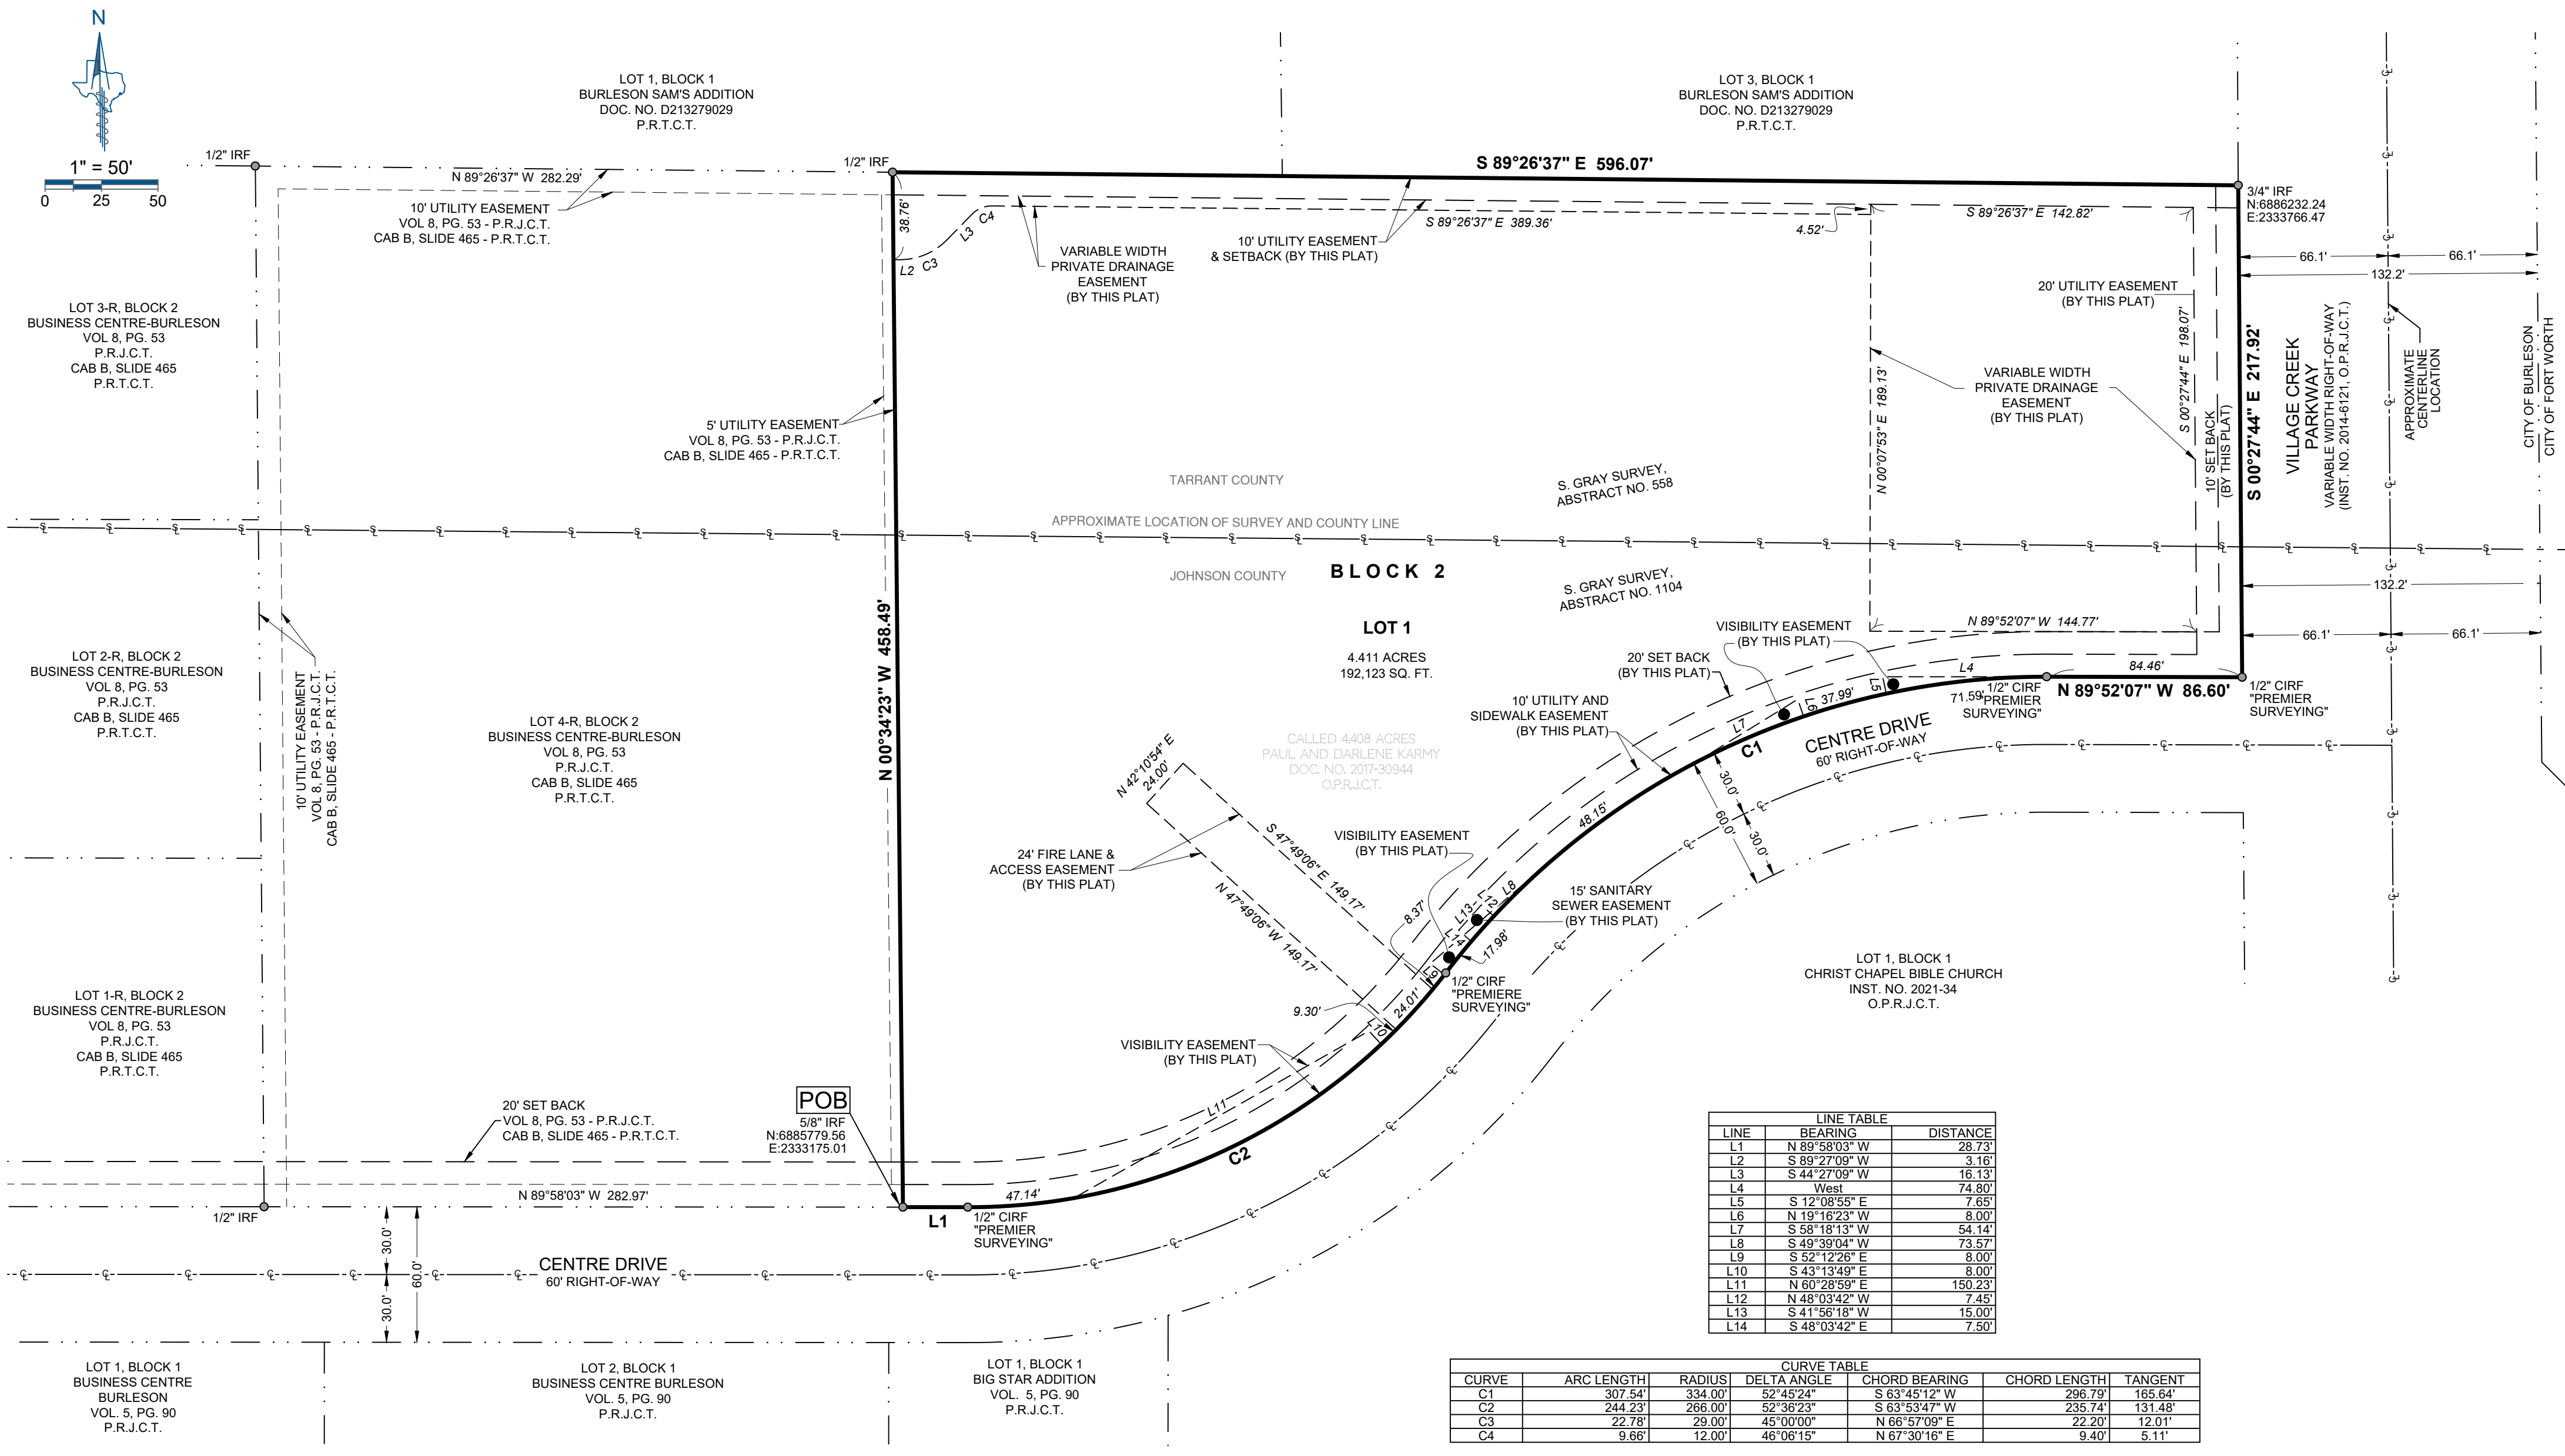 N
1" = 50'
0 25 50
LOT 1, BLOCK 1
BURLESON SAM'S ADDITION
DOC. NO. D213279029
P.R.T.C.T.
LOT 3, BLOCK 1
BURLESON SAM'S ADDITION
DOC. NO. D213279029
P.R.T.C.T.
1/2" IRF
N 89°26'37" W 282.29'
1/2" IRF
S 89°26'37" E 596.07'
3/4" IRF
N:6886232.24
E:2333766.47
10' UTILITY EASEMENT
VOL 8, PG. 53 - P.R.J.C.T.
CAB B, SLIDE 465 - P.R.T.C.T.
38.76'
L2 C3
L3 C4
VARIABLE WIDTH
PRIVATE DRAINAGE
EASEMENT
(BY THIS PLAT)
10' UTILITY EASEMENT
& SETBACK (BY THIS PLAT)
S 89°26'37" E 389.36'
4.52'
S 89°26'37" E 142.82'
66.1'
66.1'
132.2'
20' UTILITY EASEMENT
(BY THIS PLAT)
LOT 3-R, BLOCK 2
BUSINESS CENTRE-BURLESON
VOL 8, PG. 53
P.R.J.C.T.
CAB B, SLIDE 465
P.R.T.C.T.
5' UTILITY EASEMENT
VOL 8, PG. 53 - P.R.J.C.T.
CAB B, SLIDE 465 - P.R.T.C.T.
N 00°07'53" E 189.13'
VARIABLE WIDTH
PRIVATE DRAINAGE
EASEMENT
(BY THIS PLAT)
S 00°27'44" E 198.07'
10' SET BACK
(BY THIS PLAT)
S 00°27'44" E 217.92'
VILLAGE CREEK
PARKWAY
VARIABLE WIDTH RIGHT-OF-WAY
(INST. NO. 2014-6121, O.P.R.J.C.T.)
APPROXIMATE
CENTERLINE
LOCATION
CITY OF BURLESON
CITY OF FORT WORTH
TARRANT COUNTY
S. GRAY SURVEY,
ABSTRACT NO. 558
APPROXIMATE LOCATION OF SURVEY AND COUNTY LINE
JOHNSON COUNTY
BLOCK 2
S. GRAY SURVEY,
ABSTRACT NO. 1104
132.2'
66.1'
66.1'
LOT 1
4.411 ACRES
192,123 SQ. FT.
N 00°34'23" W 458.49'
VISIBILITY EASEMENT
(BY THIS PLAT)
N 89°52'07" W 144.77'
20' SET BACK
(BY THIS PLAT)
L4
84.46'
L5
L6
37.99'
71.59'
1/2" CIRF
"PREMIER
SURVEYING"
N 89°52'07" W 86.60'
1/2" CIRF
"PREMIER
SURVEYING"
LOT 2-R, BLOCK 2
BUSINESS CENTRE-BURLESON
VOL 8, PG. 53
P.R.J.C.T.
CAB B, SLIDE 465
P.R.T.C.T.
10' UTILITY EASEMENT
VOL 8, PG. 53 - P.R.J.C.T.
CAB B, SLIDE 465 - P.R.T.C.T.
LOT 4-R, BLOCK 2
BUSINESS CENTRE-BURLESON
VOL 8, PG. 53
P.R.J.C.T.
CAB B, SLIDE 465
P.R.T.C.T.
10' UTILITY AND
SIDEWALK EASEMENT
(BY THIS PLAT)
L7
C1
CENTRE DRIVE
60' RIGHT-OF-WAY
CALLED 4.408 ACRES
PAUL AND DARLENE KARMY
DOC. NO. 2017-30944
O.P.R.J.C.T.
N 42°10'54" E
24.00'
30.0'
60.0'
30.0'
48.15'
VISIBILITY EASEMENT
(BY THIS PLAT)
24' FIRE LANE &
ACCESS EASEMENT
(BY THIS PLAT)
S 47°49'06" E 149.17'
N 47°49'06" W 149.17'
15' SANITARY
SEWER EASEMENT
(BY THIS PLAT)
8.37'
L13
L12
L8
L14
17.98'
L9
1/2" CIRF
"PREMIERE
SURVEYING"
24.01'
9.30'
L10
LOT 1, BLOCK 1
CHRIST CHAPEL BIBLE CHURCH
INST. NO. 2021-34
O.P.R.J.C.T.
LOT 1-R, BLOCK 2
BUSINESS CENTRE-BURLESON
VOL 8, PG. 53
P.R.J.C.T.
CAB B, SLIDE 465
P.R.T.C.T.
VISIBILITY EASEMENT
(BY THIS PLAT)
L11
C2
20' SET BACK
VOL 8, PG. 53 - P.R.J.C.T.
CAB B, SLIDE 465 - P.R.T.C.T.
POB
5/8" IRF
N:6885779.56
E:2333175.01
N 89°58'03" W 282.97'
47.14'
1/2" IRF
L1
1/2" CIRF
"PREMIER
SURVEYING"
30.0'
60.0'
30.0'
CENTRE DRIVE
60' RIGHT-OF-WAY
LOT 1, BLOCK 1
BUSINESS CENTRE
BURLESON
VOL. 5, PG. 90
P.R.J.C.T.
LOT 2, BLOCK 1
BUSINESS CENTRE BURLESON
VOL. 5, PG. 90
P.R.J.C.T.
LOT 1, BLOCK 1
BIG STAR ADDITION
VOL. 5, PG. 90
P.R.J.C.T.
LINE TABLE
LINE BEARING DISTANCE
L1 N 89°58'03" W 28.73'
L2 S 89°27'09" W 3.16'
L3 S 44°27'09" W 16.13'
L4 West 74.80'
L5 S 12°08'55" E 7.65'
L6 N 19°16'23" W 8.00'
L7 S 58°18'13" W 54.14'
L8 S 49°39'04" W 73.57'
L9 S 52°12'26" E 8.00'
L10 S 43°13'49" E 8.00'
L11 N 60°28'59" E 150.23'
L12 N 48°03'42" W 7.45'
L13 S 41°56'18" W 15.00'
L14 S 48°03'42" E 7.50'
CURVE TABLE
CURVE ARC LENGTH RADIUS DELTA ANGLE CHORD BEARING CHORD LENGTH TANGENT
C1 307.54' 334.00' 52°45'24" S 63°45'12" W 296.79' 165.64'
C2 244.23' 266.00' 52°36'23" S 63°53'47" W 235.74' 131.48'
C3 22.78' 29.00' 45°00'00" N 66°57'09" E 22.20' 12.01'
C4 9.66' 12.00' 46°06'15" N 67°30'16" E 9.40' 5.11'